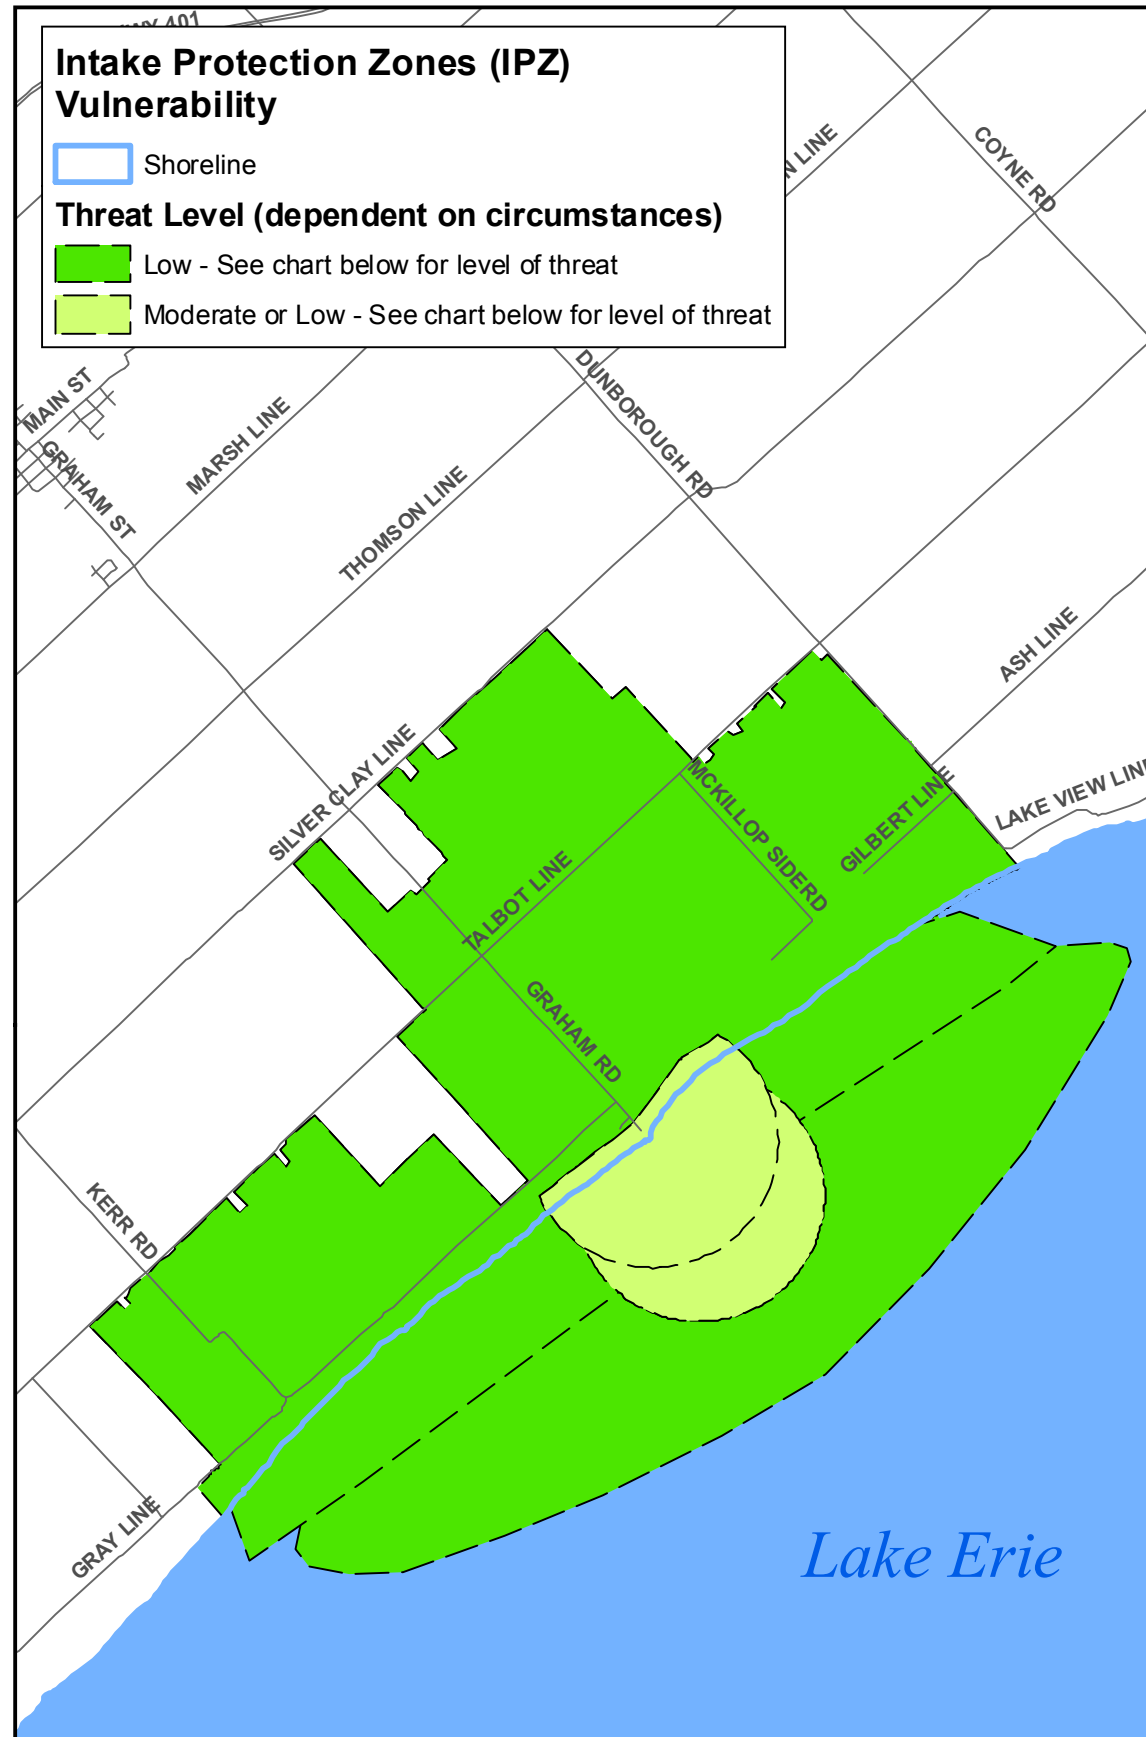 HWY 401
Intake Protection Zones (IPZ)
Vulnerability
Shoreline
Threat Level (dependent on circumstances)
Low - See chart below for level of threat
Moderate or Low - See chart below for level of threat
LINE
COYNE RD
MAIN ST
GRAHAM ST
MARSH LINE
THOMSON LINE
DUNBOROUGH RD
ASH LINE
SILVER CLAY LINE
MCKILLOP SIDERD
GILBERT LINE
LAKE VIEW LINE
TALBOT LINE
GRAHAM RD
KERR RD
GRAY LINE
Lake Erie